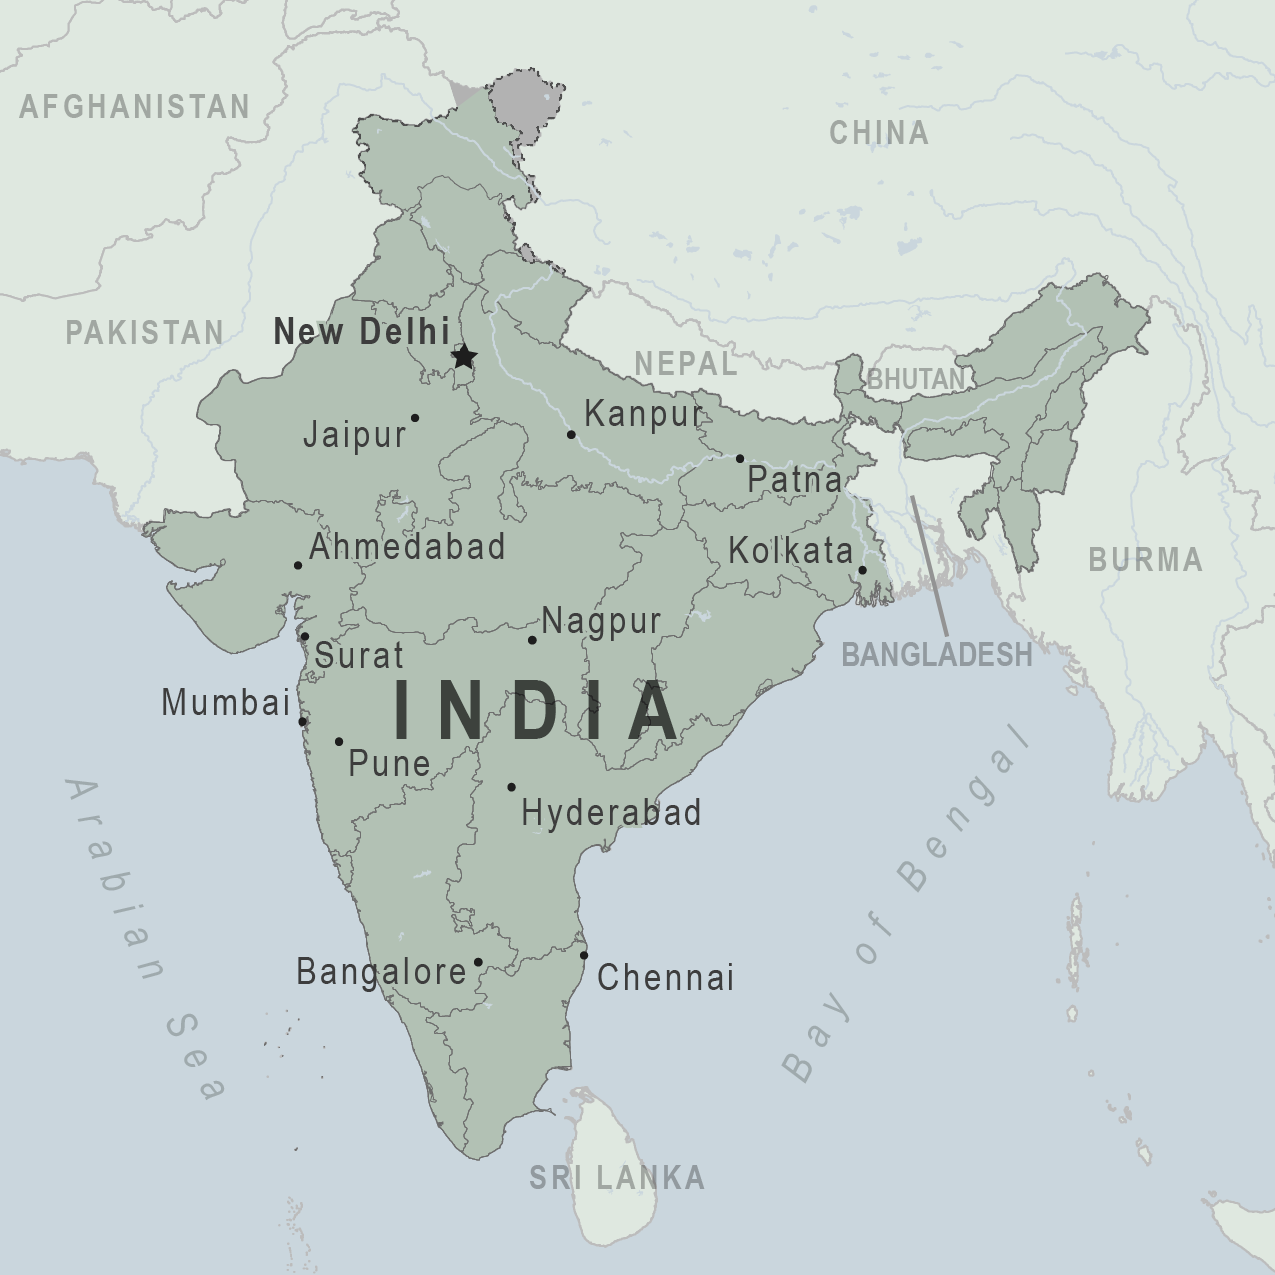 AFGHANISTAN
CHINA
PAKISTAN
New Delhi
NEPAL
BHUTAN
Jaipur
Kanpur
Patna
Ahmedabad
Kolkata
BURMA
Nagpur
Surat
BANGLADESH
Mumbai
INDIA
Pune
Hyderabad
Arabian Sea
Bay of Bengal
Bangalore
Chennai
SRI LANKA